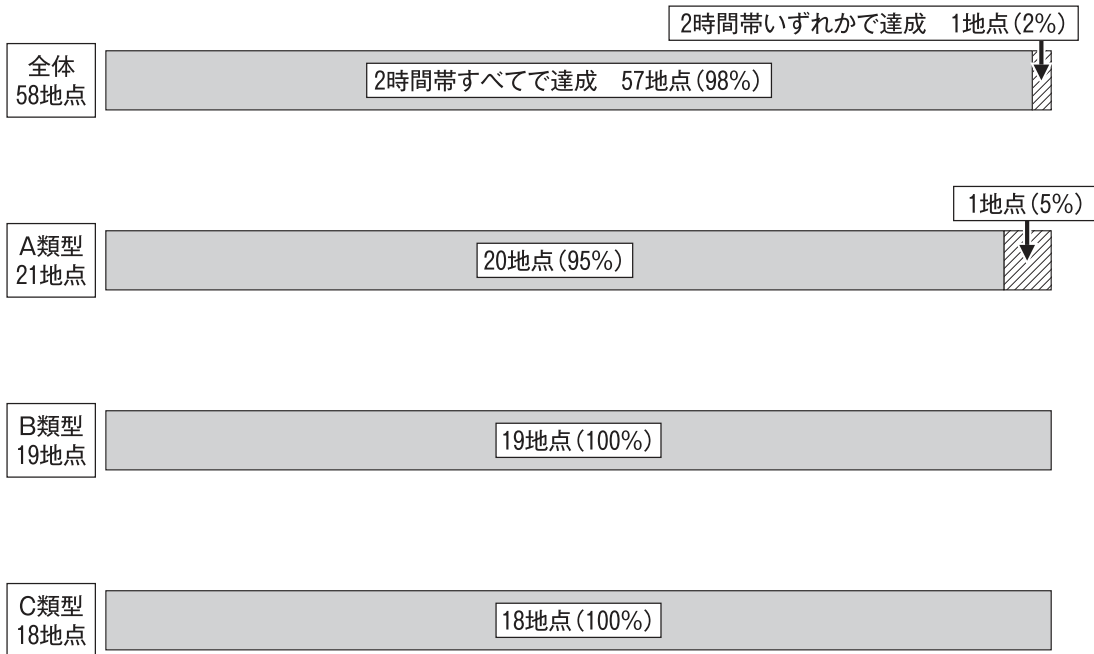 2時間帯いずれかで達成　1地点(2%)
全体
58地点
2時間帯すべてで達成　57地点(98%)
1地点(5%)
A類型
21地点
20地点(95%)
B類型
19地点
19地点(100%)
C類型
18地点
18地点(100%)